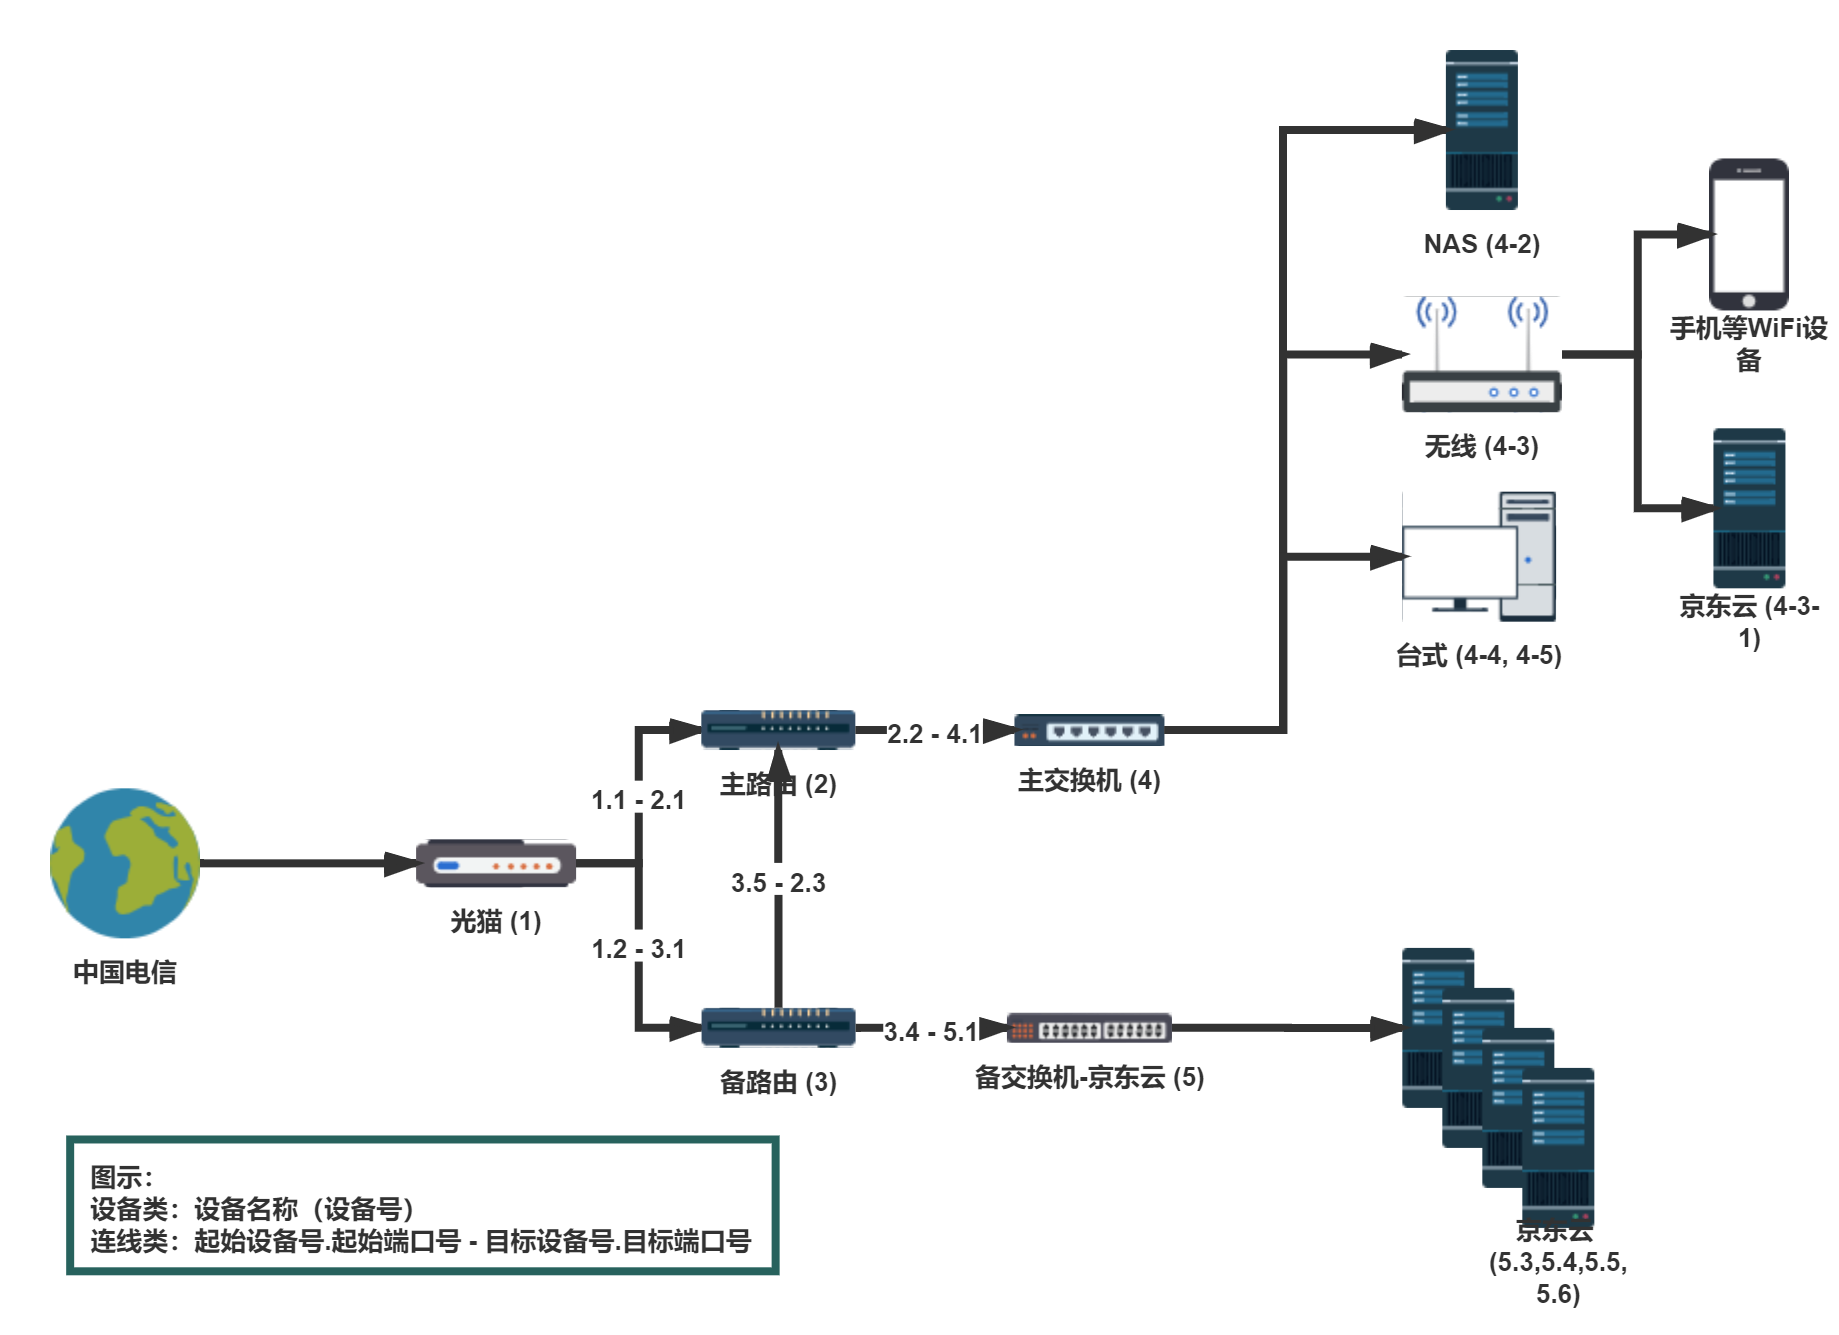 NAS (4-2)
手机等WiFi设
备
无线 (4-3)
京东云 (4-3-
1)
台式 (4-4, 4-5)
2.2 - 4.1
主路由 (2)
主交换机 (4)
1.1 - 2.1
3.5 - 2.3
光猫 (1)
1.2 - 3.1
中国电信
3.4 - 5.1
备路由 (3)
备交换机-京东云 (5)
图示：
设备类：设备名称（设备号）
连线类：起始设备号.起始端口号 - 目标设备号.目标端口号
京东云
(5.3,5.4,5.5,
5.6)